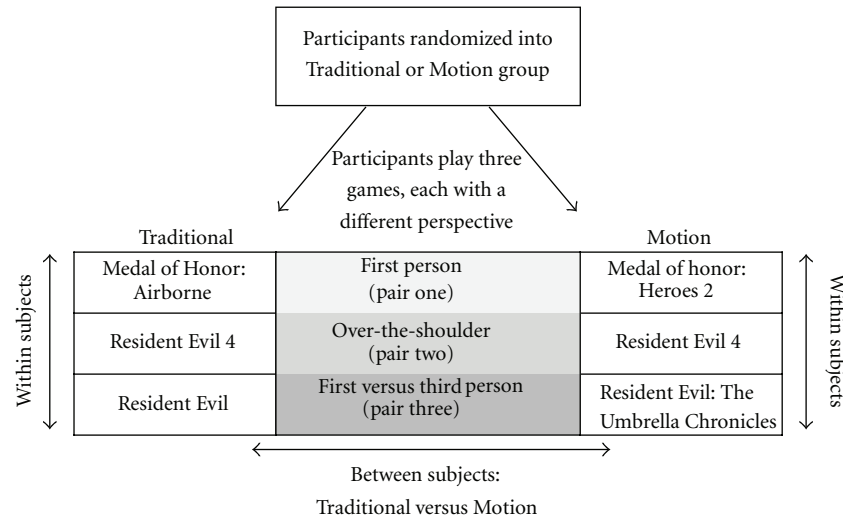 Participants randomized into
Traditional or Motion group
Participants play three
games, each with a
different perspective
Traditional
Motion
Within subjects
Medal of Honor:
Airborne
First person
(pair one)
Medal of honor:
Heroes 2
Within subjects
Resident Evil 4
Over-the-shoulder
(pair two)
Resident Evil 4
Resident Evil
First versus third person
(pair three)
Resident Evil: The
Umbrella Chronicles
Between subjects:
Traditional versus Motion